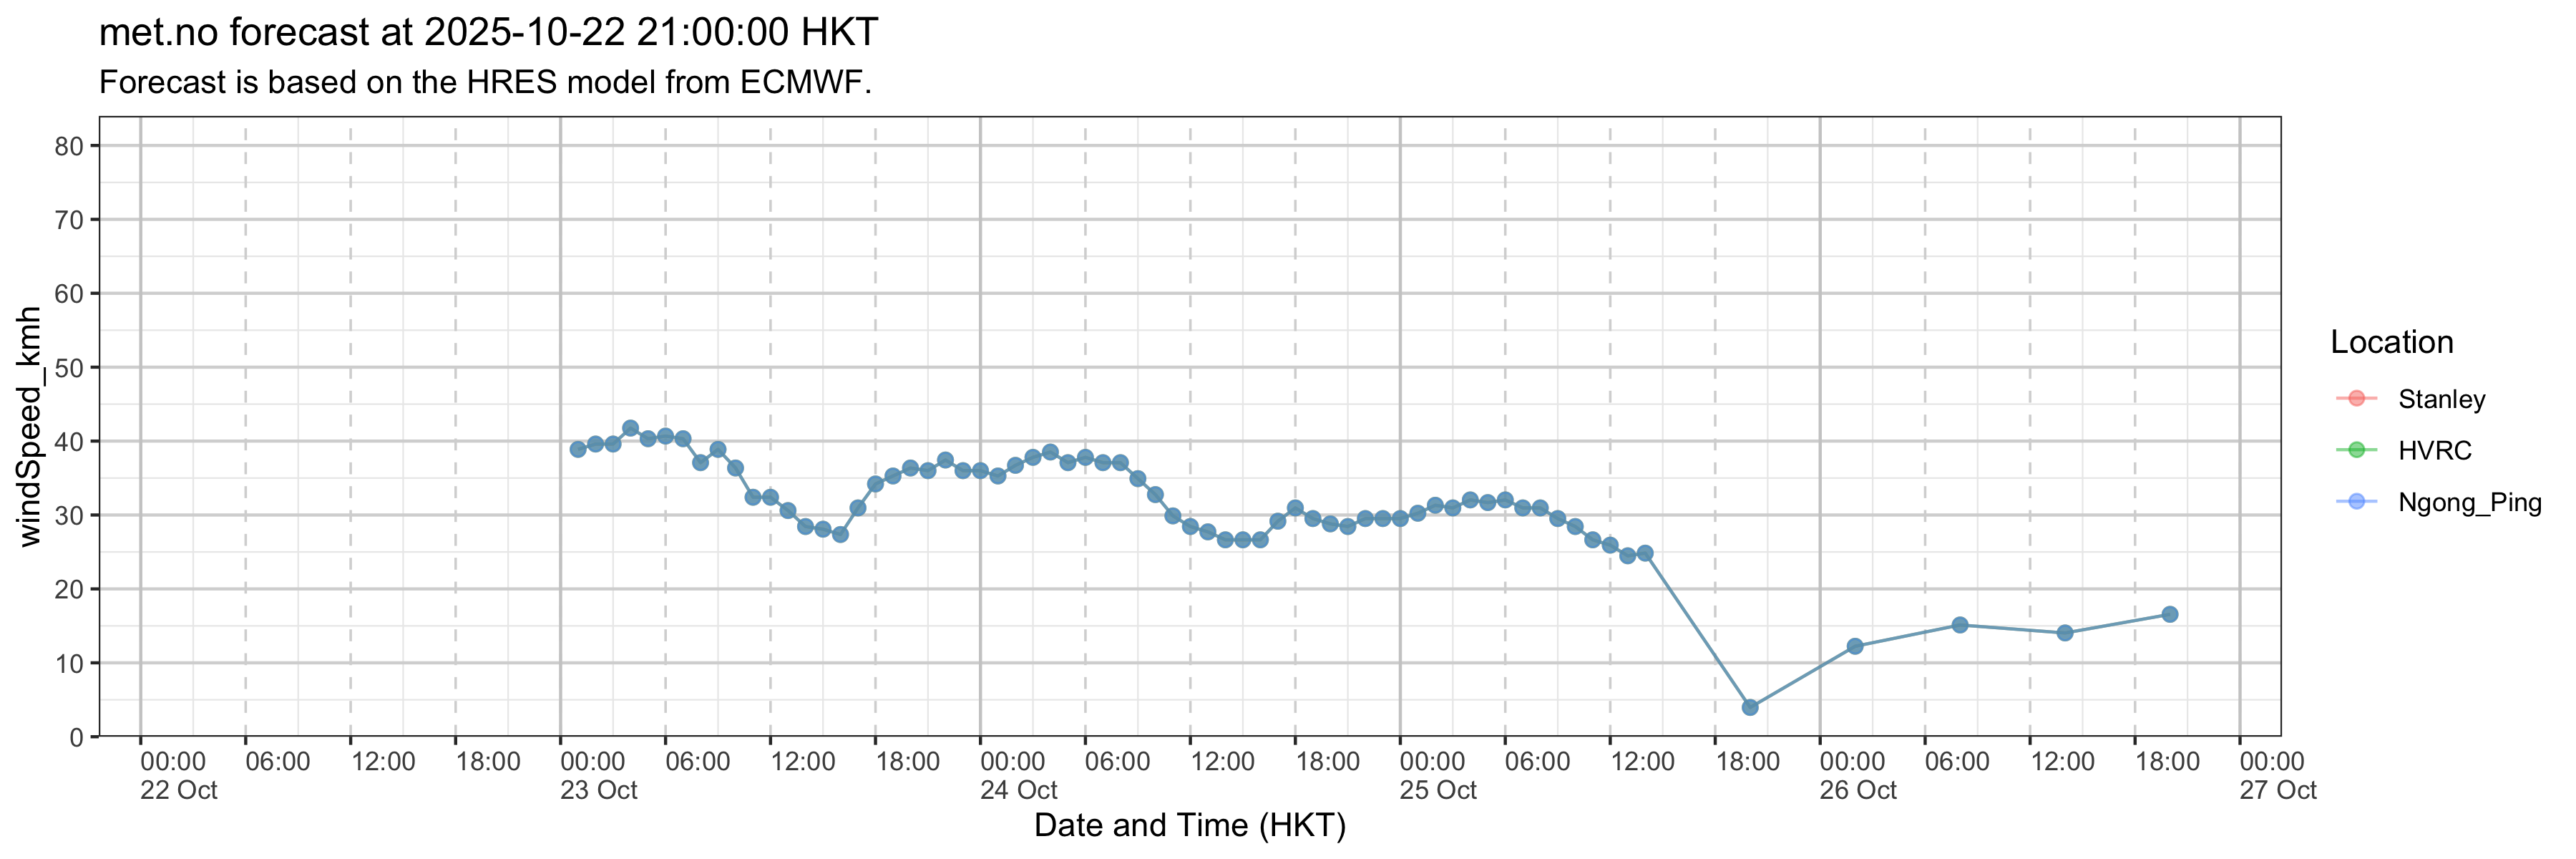 met.no forecast at 2025-10-22 21:00:00 HKT
Forecast is based on the HRES model from ECMWF.
windSpeed_kmh
80
70
60
50
40
30
20
10
0
00:00 06:00 12:00 18:00 00:00 06:00 12:00 18:00 00:00 06:00 12:00 18:00 00:00 06:00 12:00 18:00 00:00 06:00 12:00 18:00 00:00
22 Oct 23 Oct 24 Oct 25 Oct 26 Oct 27 Oct
Date and Time (HKT)
Location
Stanley
HVRC
Ngong_Ping